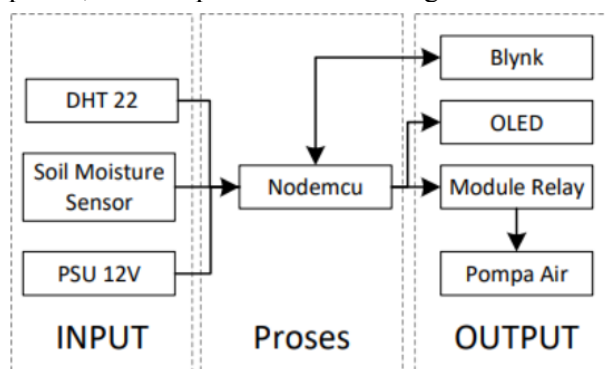 DHT 22
Soil Moisture
Sensor
PSU 12V
INPUT
Nodemcu
Proses
Blynk
OLED
Module Relay
Pompa Air
OUTPUT